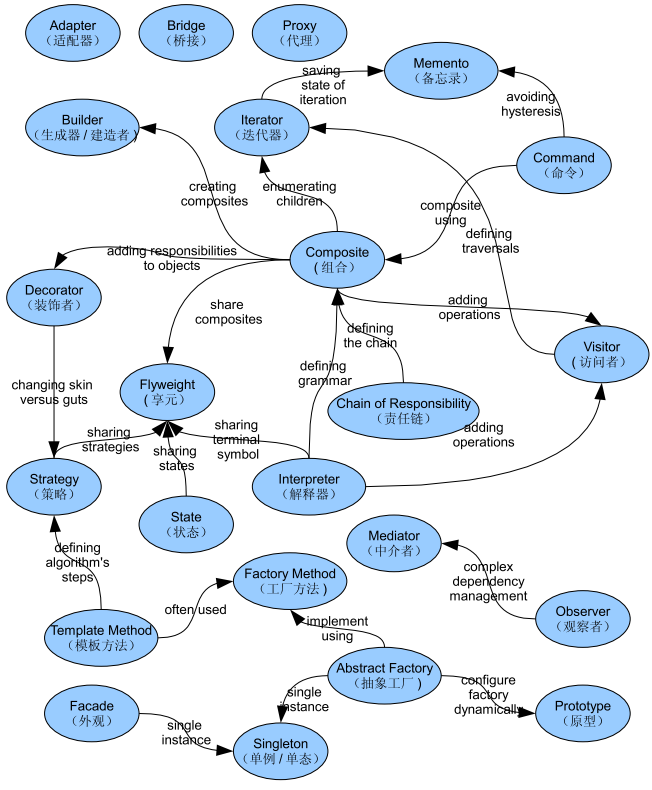 Adapter
（适配器）
Bridge
（桥接）
Proxy
（代理）
saving
state of
iteration
Memento
（备忘录）
Builder
（生成器 / 建造者 ）
Iterator
（迭代器）
avoiding
hysteresis
Command
（命令）
creating
composites
enumerating
children
composite
using
defining
traversals
adding responsibilities
to objects
Composite
（ 组合）
Decorator
（装饰者）
share
composites
adding
operations
defining
the chain
Visitor
（ 访问者）
changing skin
versus guts
Flyweight
（ 享元）
defining
grammar
Chain of Responsibility
（责任链）
sharing
strategies
sharing
terminal
symbol
adding
operations
sharing
states
Strategy
（策略）
Interpreter
（解释器）
State
（状态）
Mediator
（中介者）
defining
algorithm's
steps
Factory Method
（工厂方法 ）
complex
dependency
management
often used
Observer
（观察者）
Template Method
（模板方法）
implement
using
Abstract Factory
（抽象工厂 ）
single
instance
configure
factory
dynamically
Facade
（外观）
single
instance
Singleton
（单例 / 单态）
Prototype
（原型）